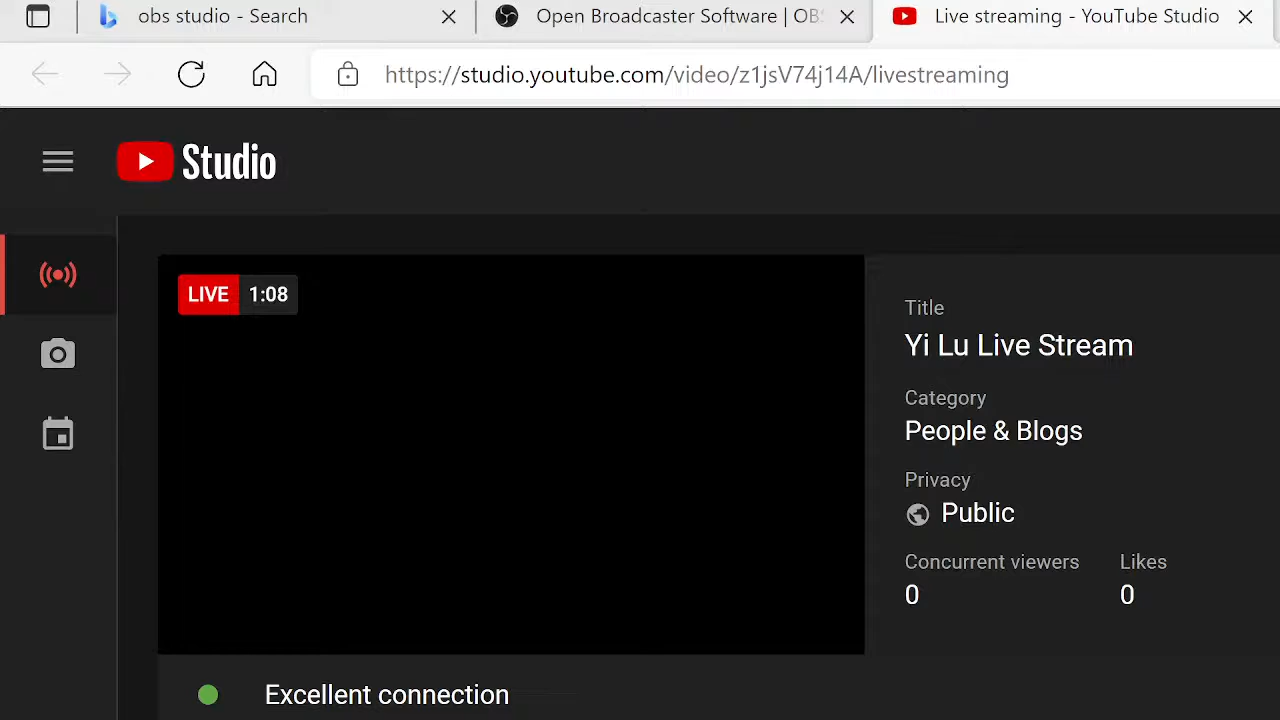 obs studio - Search
Open Broadcaster Software | OBS
Live streaming - YouTube Studio
https://studio.youtube.com/video/z1jsV74j14A/livestreaming
Studio
LIVE 1:08
Title
Yi Lu Live Stream
Category
People & Blogs
Privacy
Public
Concurrent viewers Likes
0 0
Excellent connection